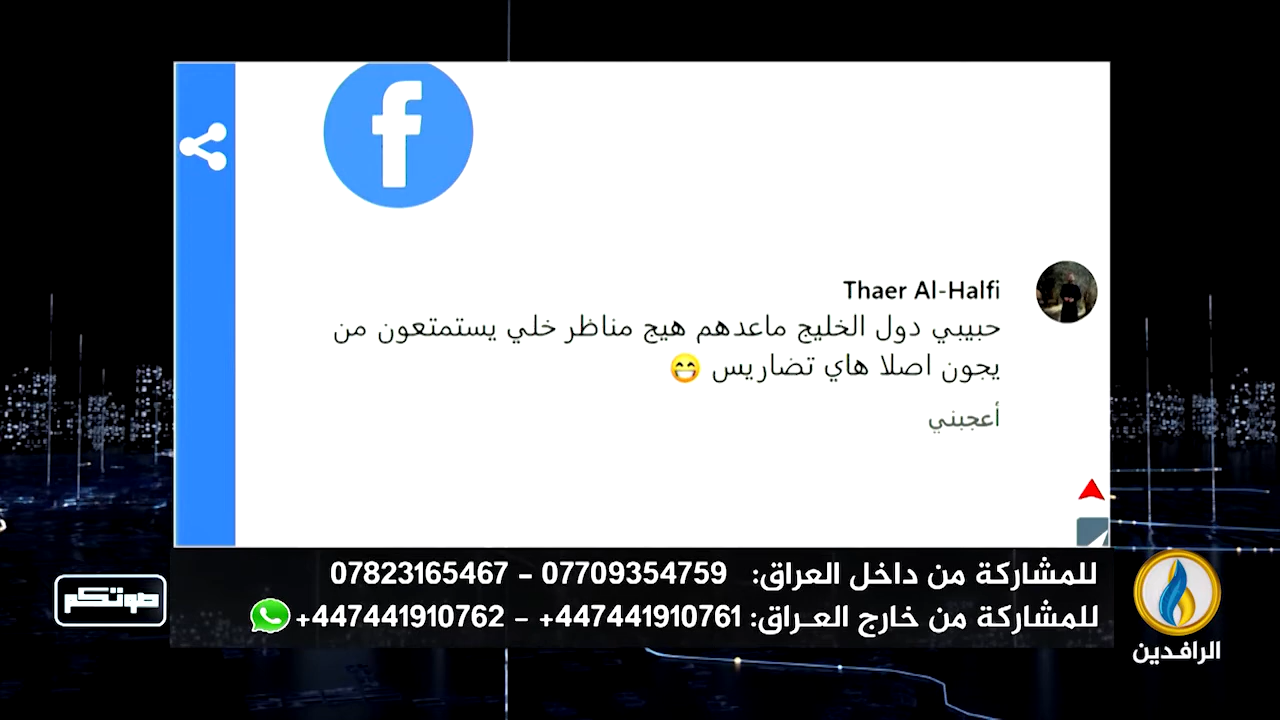 Thaer Al-Halfi
حبيبي دول الخليج ماعدهم هيج مناظر خلي يستمتعون من
يجون اصلا هاي تضاريس 😁
أعجبني
للمشاركة من داخل العراق: 07709354759 - 07823165467
للمشاركة من خارج العـراق: 447441910761+ - 447441910762+
صوتكم
الرافدين